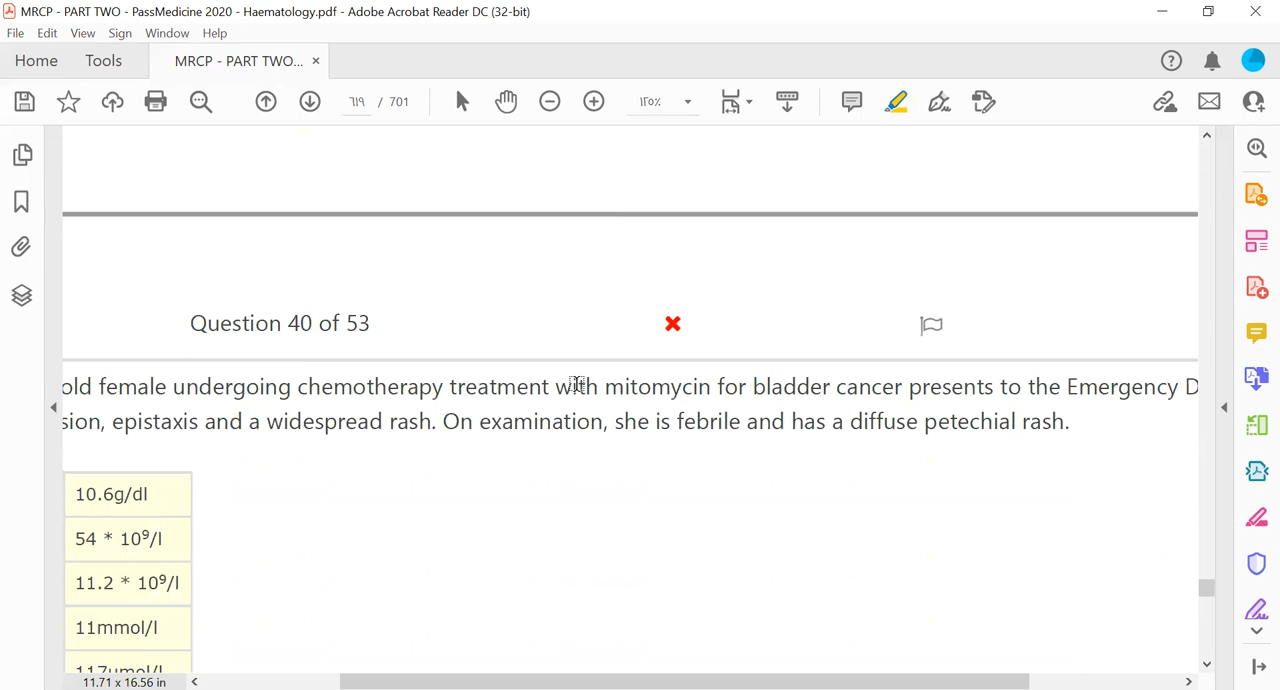 MRCP - PART TWO - PassMedicine 2020 - Haematology.pdf - Adobe Acrobat Reader DC (32-bit)
File Edit View Sign Window Help
Home Tools MRCP - PART TWO... ×
٦١٩ / 701 ١٢٠%
Question 40 of 53
old female undergoing chemotherapy treatment with mitomycin for bladder cancer presents to the Emergency D
sion, epistaxis and a widespread rash. On examination, she is febrile and has a diffuse petechial rash.
10.6g/dl
54 * 10⁹/l
11.2 * 10⁹/l
11mmol/l
117umol/l
11.71 x 16.56 in